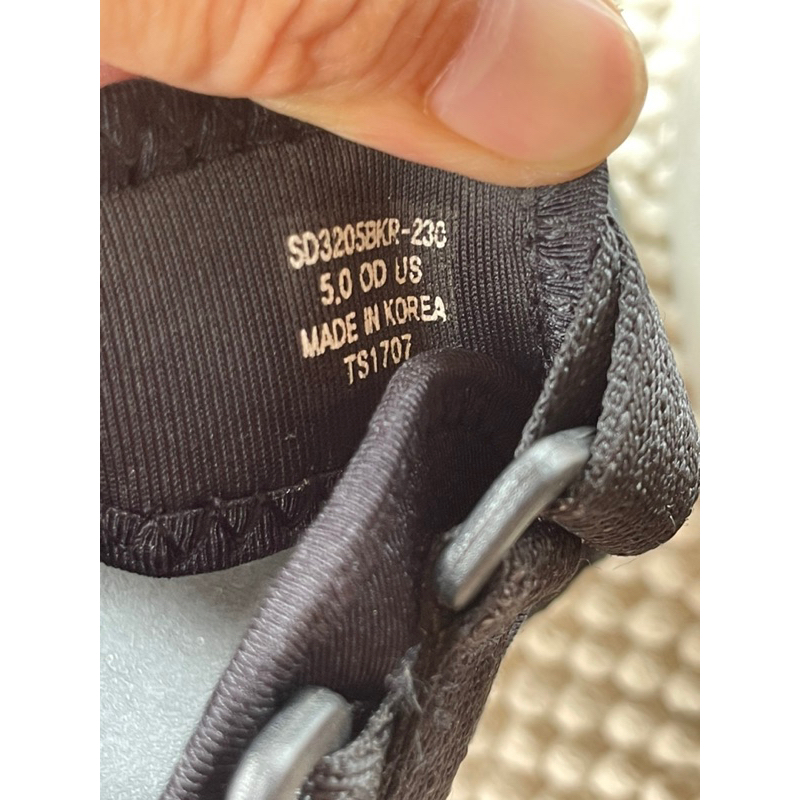 SD3205BKR-230
5.0 OD US
MADE IN KOREA
TS1707